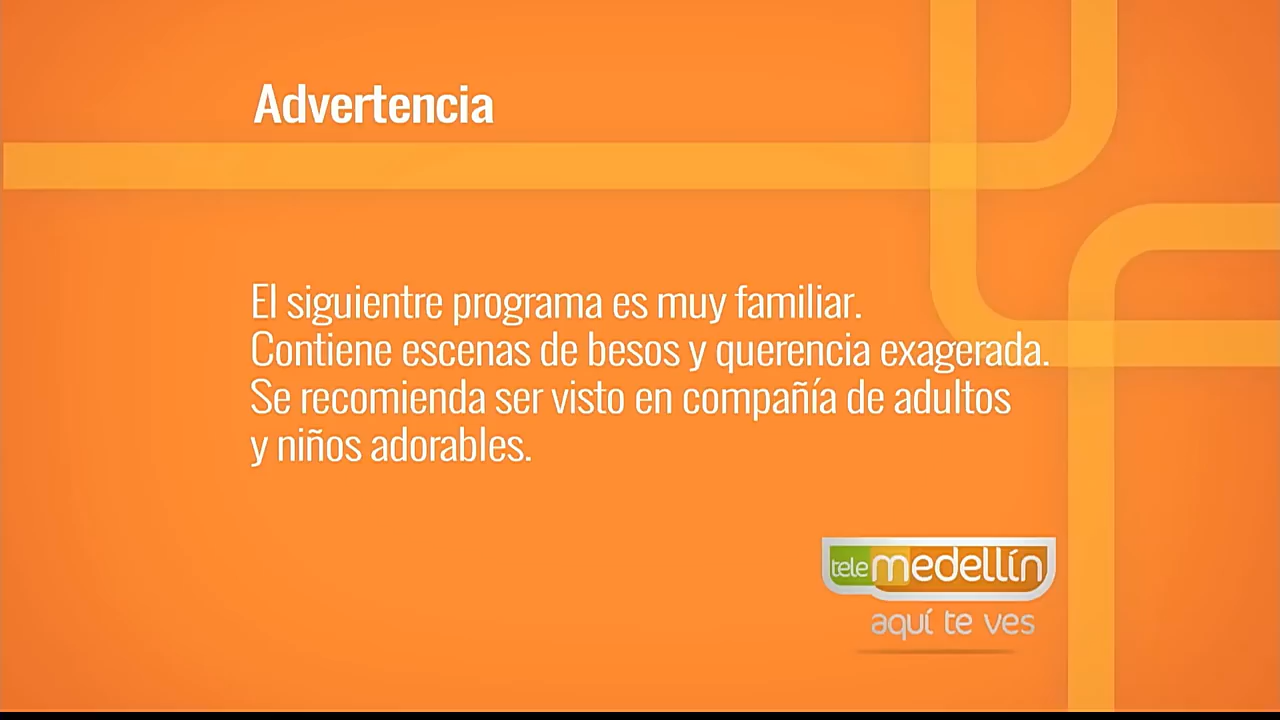 Advertencia
El siguientre programa es muy familiar.
Contiene escenas de besos y querencia exagerada.
Se recomienda ser visto en compañía de adultos
y niños adorables.
telemedellín
aquí te ves